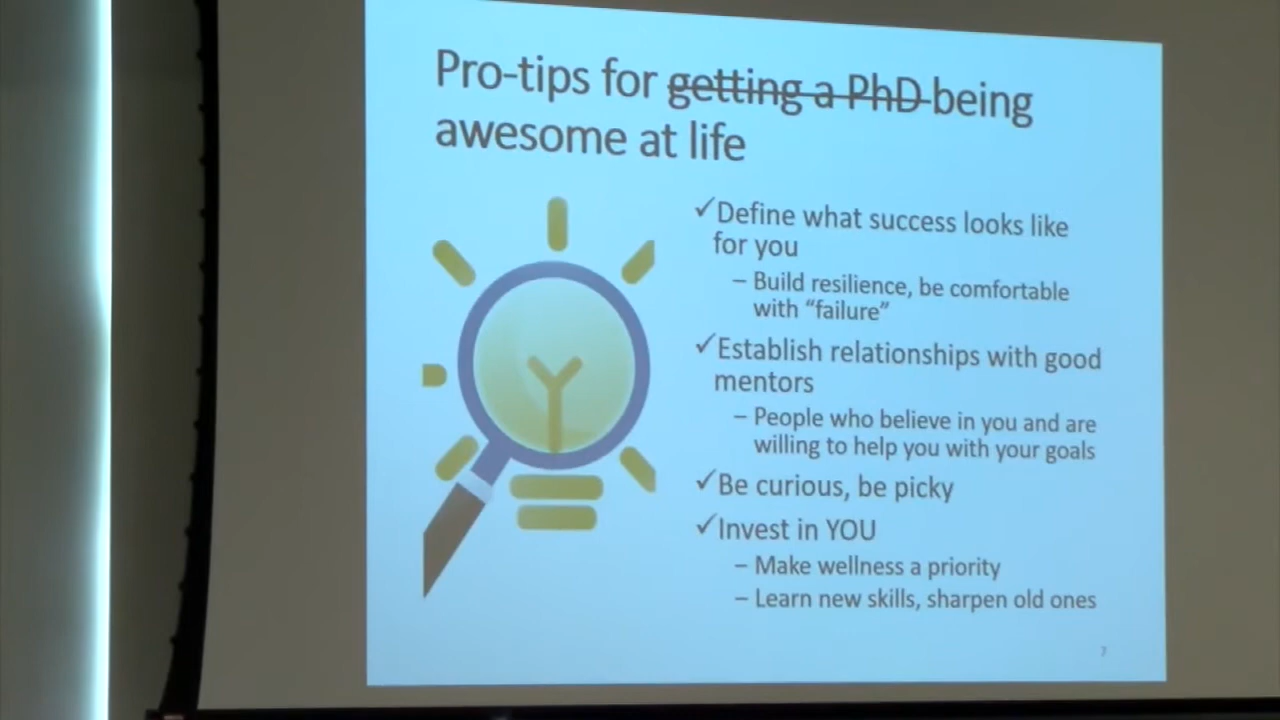 Pro-tips for getting a PhD being
awesome at life
✓Define what success looks like
for you
– Build resilience, be comfortable
with “failure”
✓Establish relationships with good
mentors
– People who believe in you and are
willing to help you with your goals
✓Be curious, be picky
✓Invest in YOU
– Make wellness a priority
– Learn new skills, sharpen old ones
7